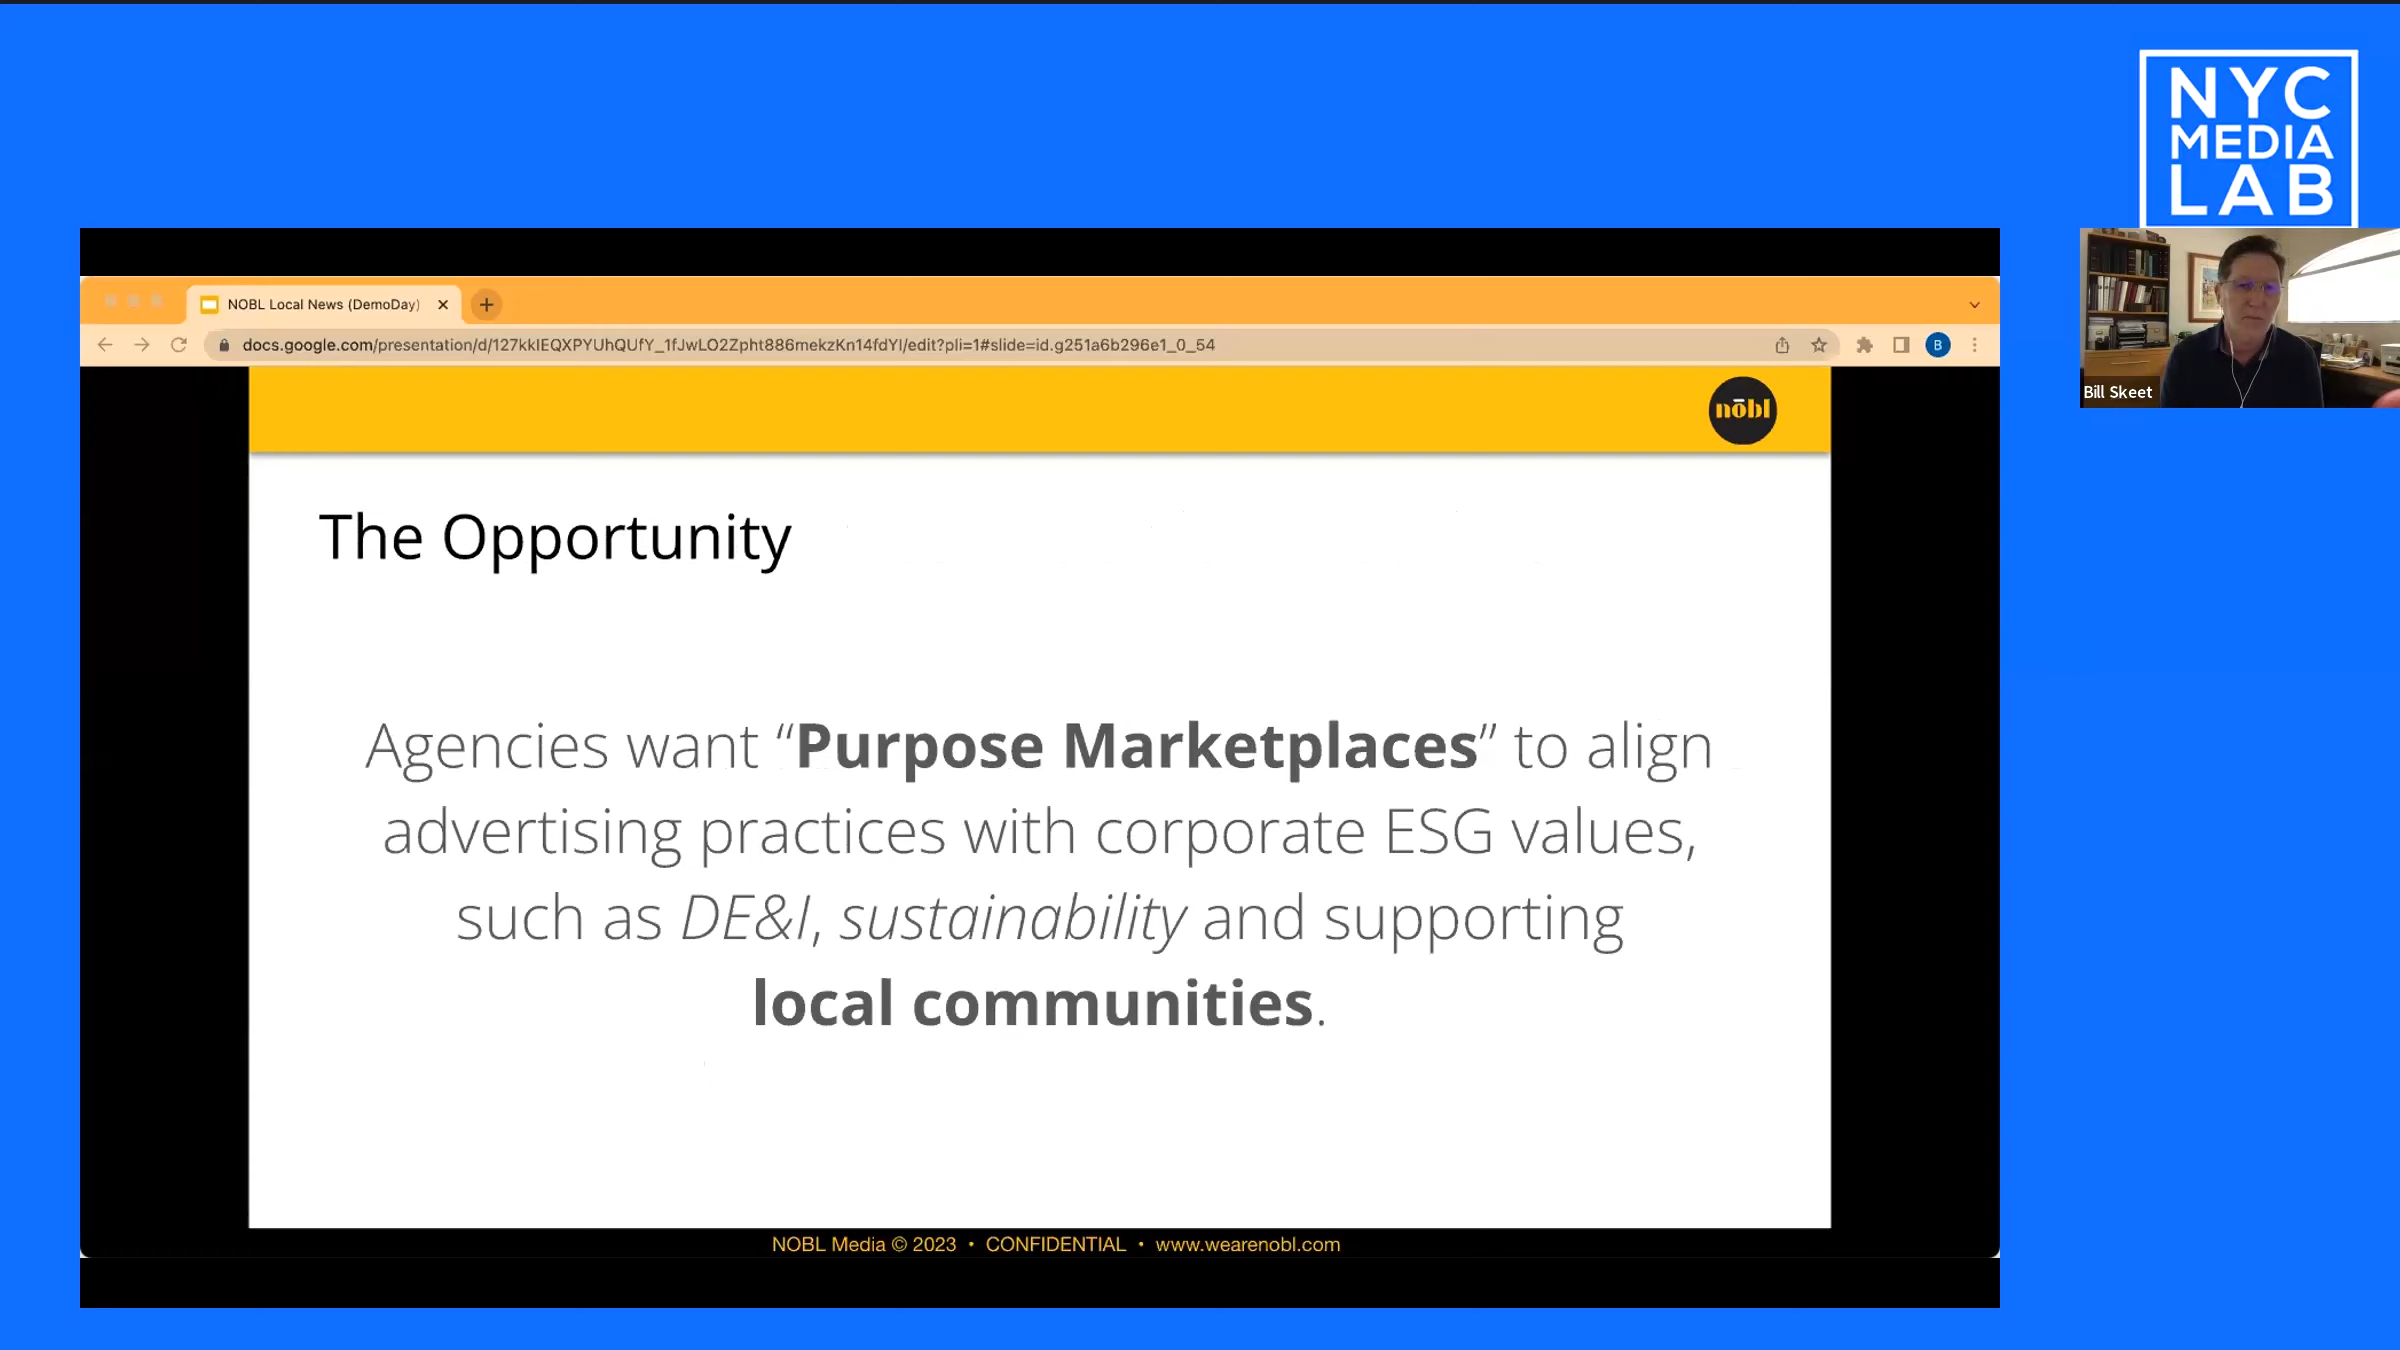 NYC
MEDIA
LAB
NOBL Local News (DemoDay)
docs.google.com/presentation/d/127kkIEQXPYUhQUfY_1fJwLO2Zpht886mekzKn14fdYI/edit?pli=1#slide=id.g251a6b296e1_0_54
B
nōbl
Bill Skeet
The Opportunity
Agencies want “Purpose Marketplaces” to align
advertising practices with corporate ESG values,
such as DE&I, sustainability and supporting
local communities.
NOBL Media © 2023 • CONFIDENTIAL • www.wearenobl.com